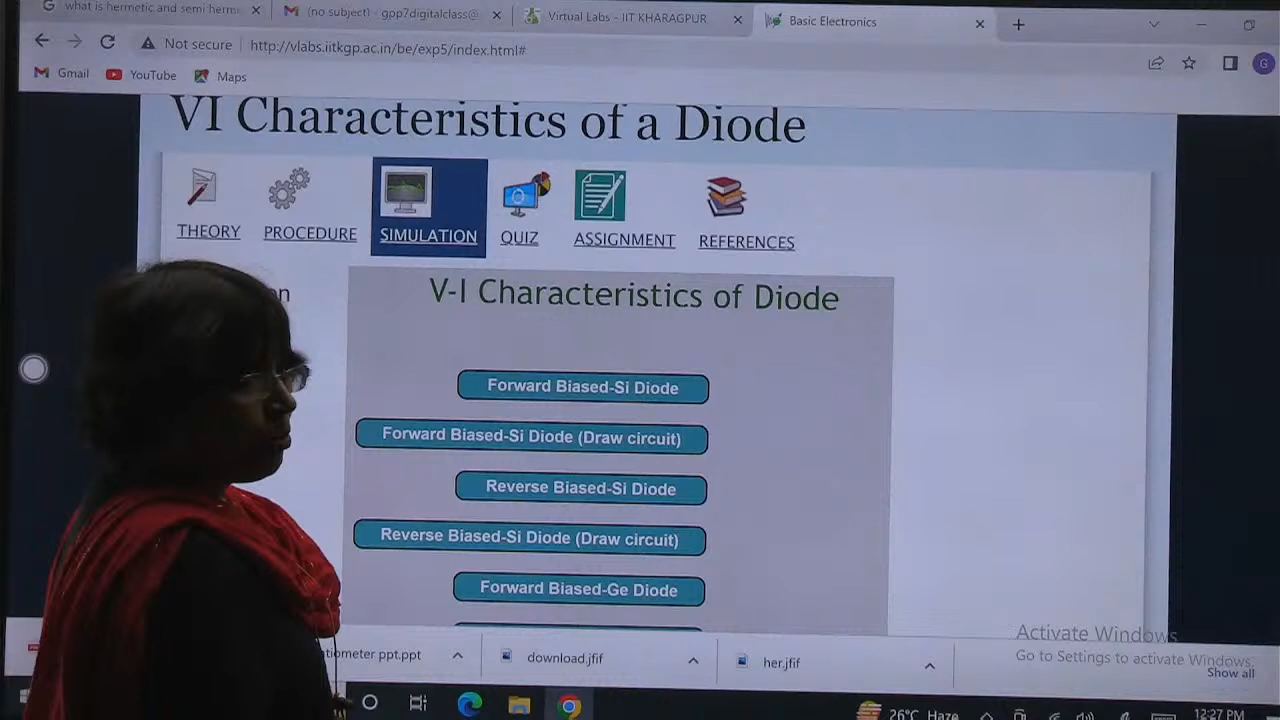 what is hermetic and semi herm
(no subject) - gpp7digitalclass@
Virtual Labs - IIT KHARAGPUR
Basic Electronics
Not secure
http://vlabs.iitkgp.ac.in/be/exp5/index.html#
G
Gmail
YouTube
Maps
VI Characteristics of a Diode
THEORY
PROCEDURE
SIMULATION
QUIZ
ASSIGNMENT
REFERENCES
on
V-I Characteristics of Diode
Forward Biased-Si Diode
Forward Biased-Si Diode (Draw circuit)
Reverse Biased-Si Diode
Reverse Biased-Si Diode (Draw circuit)
Forward Biased-Ge Diode
Activate Windows
Go to Settings to activate Windows.
tiometer ppt.ppt
download.jfif
her.jfif
Show all
26°C Haze
12:27 PM